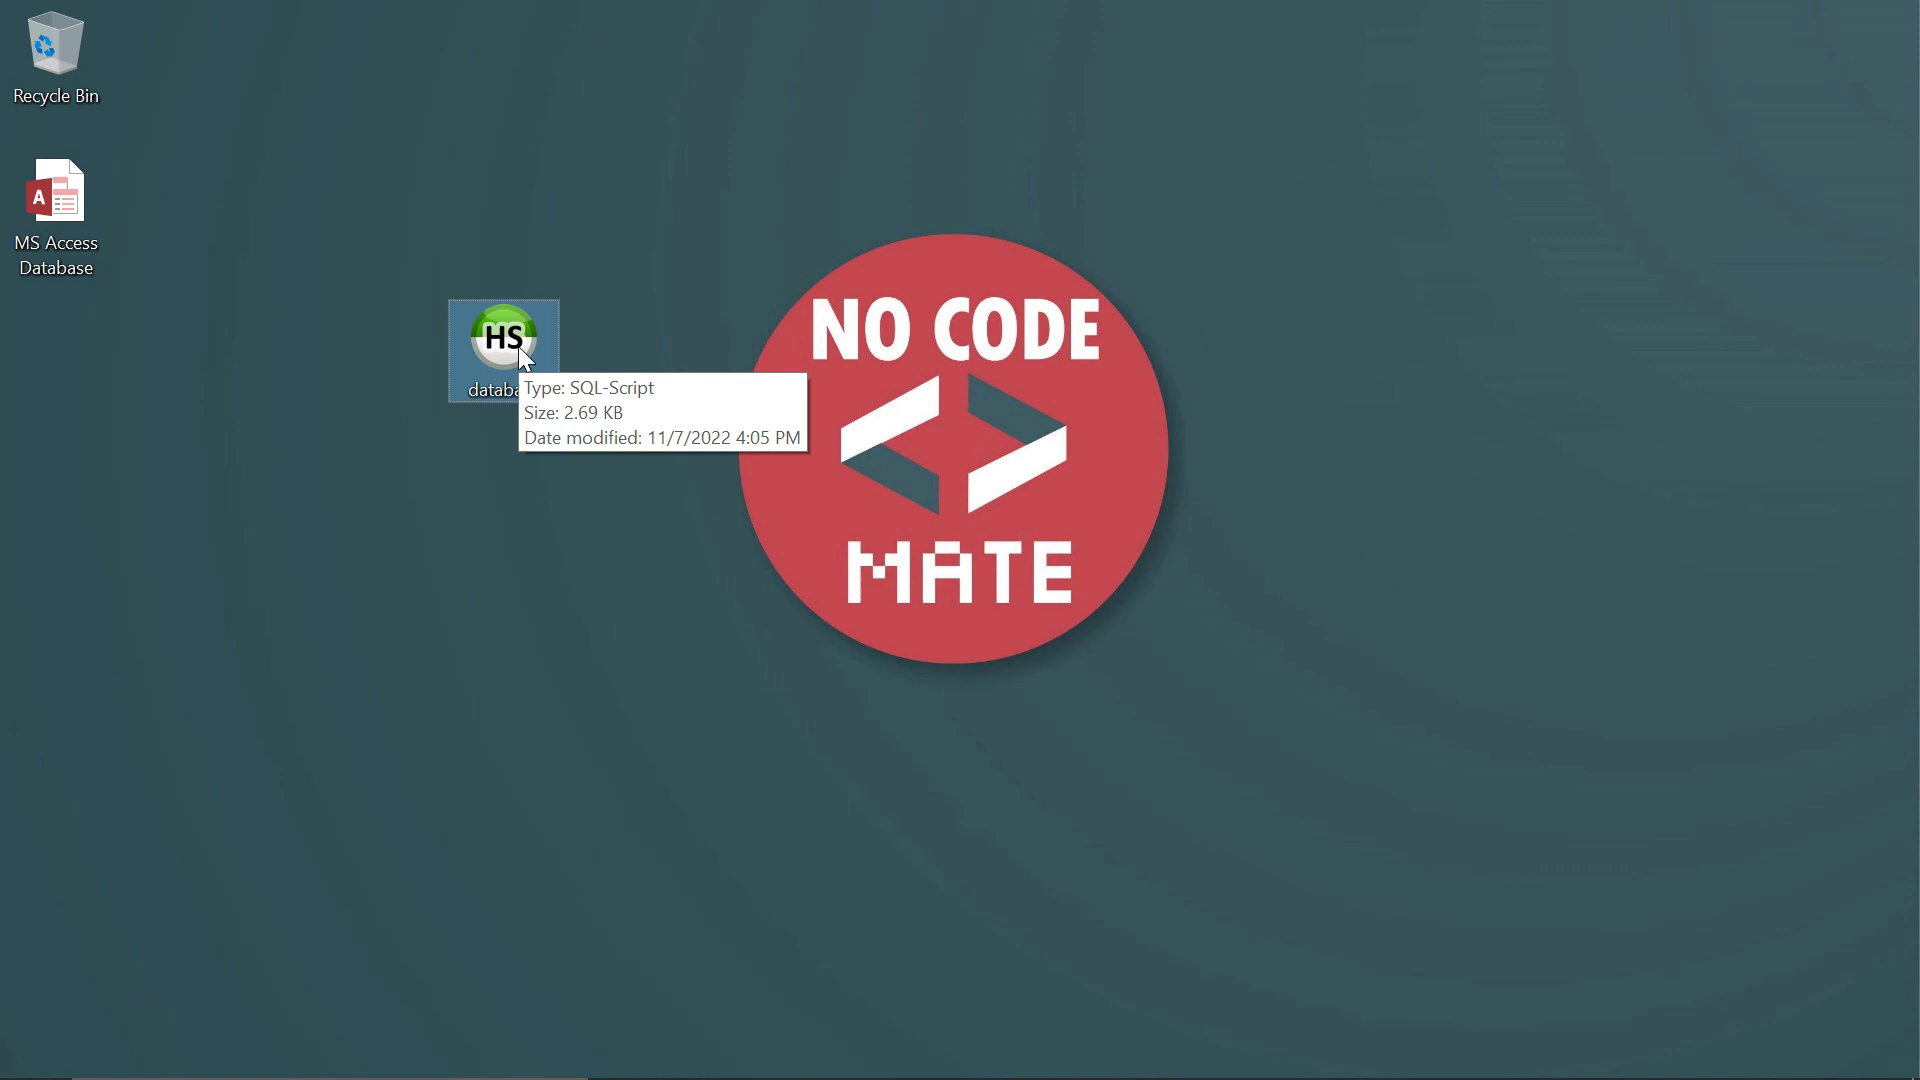 Recycle Bin
A
MS Access
Database
HS
Type: SQL-Script
Size: 2.69 KB
Date modified: 11/7/2022 4:05 PM
NO CODE
MATE